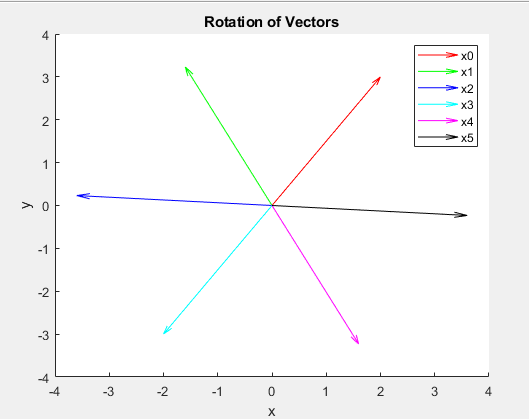 Rotation of Vectors
4
3
2
1
0
-1
-2
-3
-4
y
x0
x1
x2
x3
x4
x5
-4 -3 -2 -1 0 1 2 3 4
x